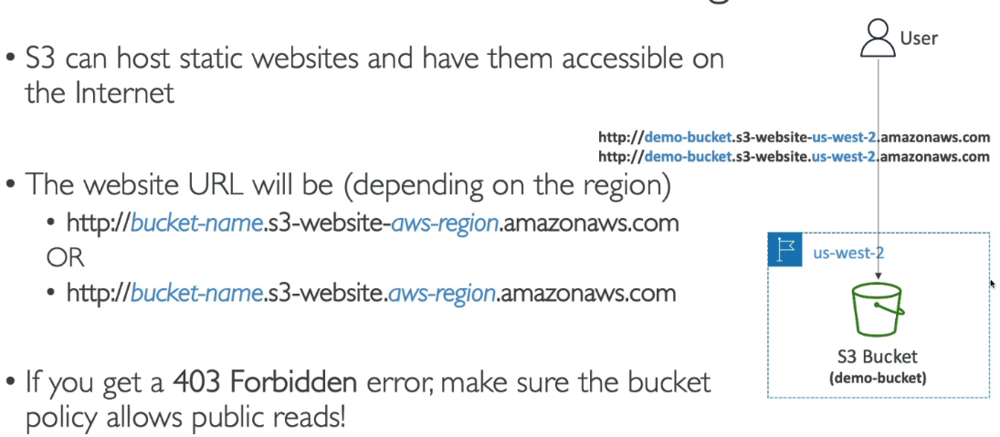 • S3 can host static websites and have them accessible on
the Internet
• The website URL will be (depending on the region)
• http://bucket-name.s3-website-aws-region.amazonaws.com
OR
• http://bucket-name.s3-website.aws-region.amazonaws.com
• If you get a 403 Forbidden error, make sure the bucket
policy allows public reads!
User
http://demo-bucket.s3-website-us-west-2.amazonaws.com
http://demo-bucket.s3-website.us-west-2.amazonaws.com
us-west-2
S3 Bucket
(demo-bucket)